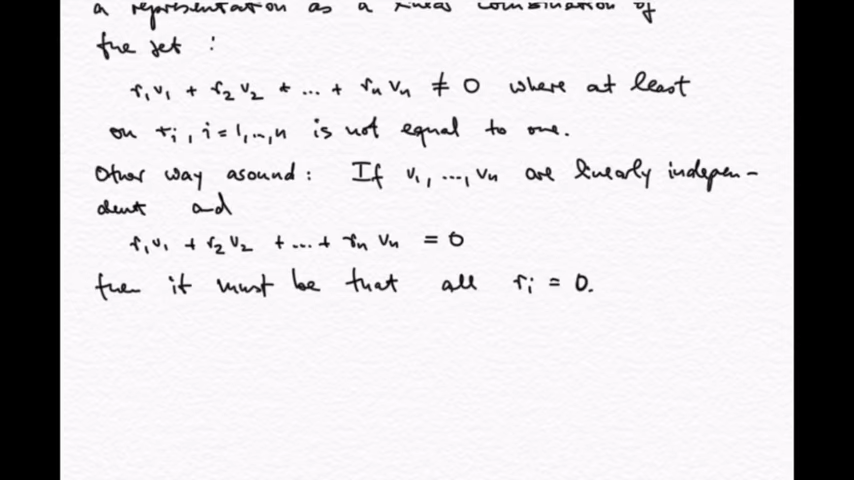 a representation as a linear combination of
the set :
r₁v₁ + r₂v₂ + ... + rₙvₙ ≠ 0 where at least
on rᵢ, i=1,...,n is not equal to one.
Other way around: If v₁, ..., vₙ are linearly indepen-
dent and
r₁v₁ + r₂v₂ + ... + rₙvₙ = 0
then it must be that all rᵢ = 0.